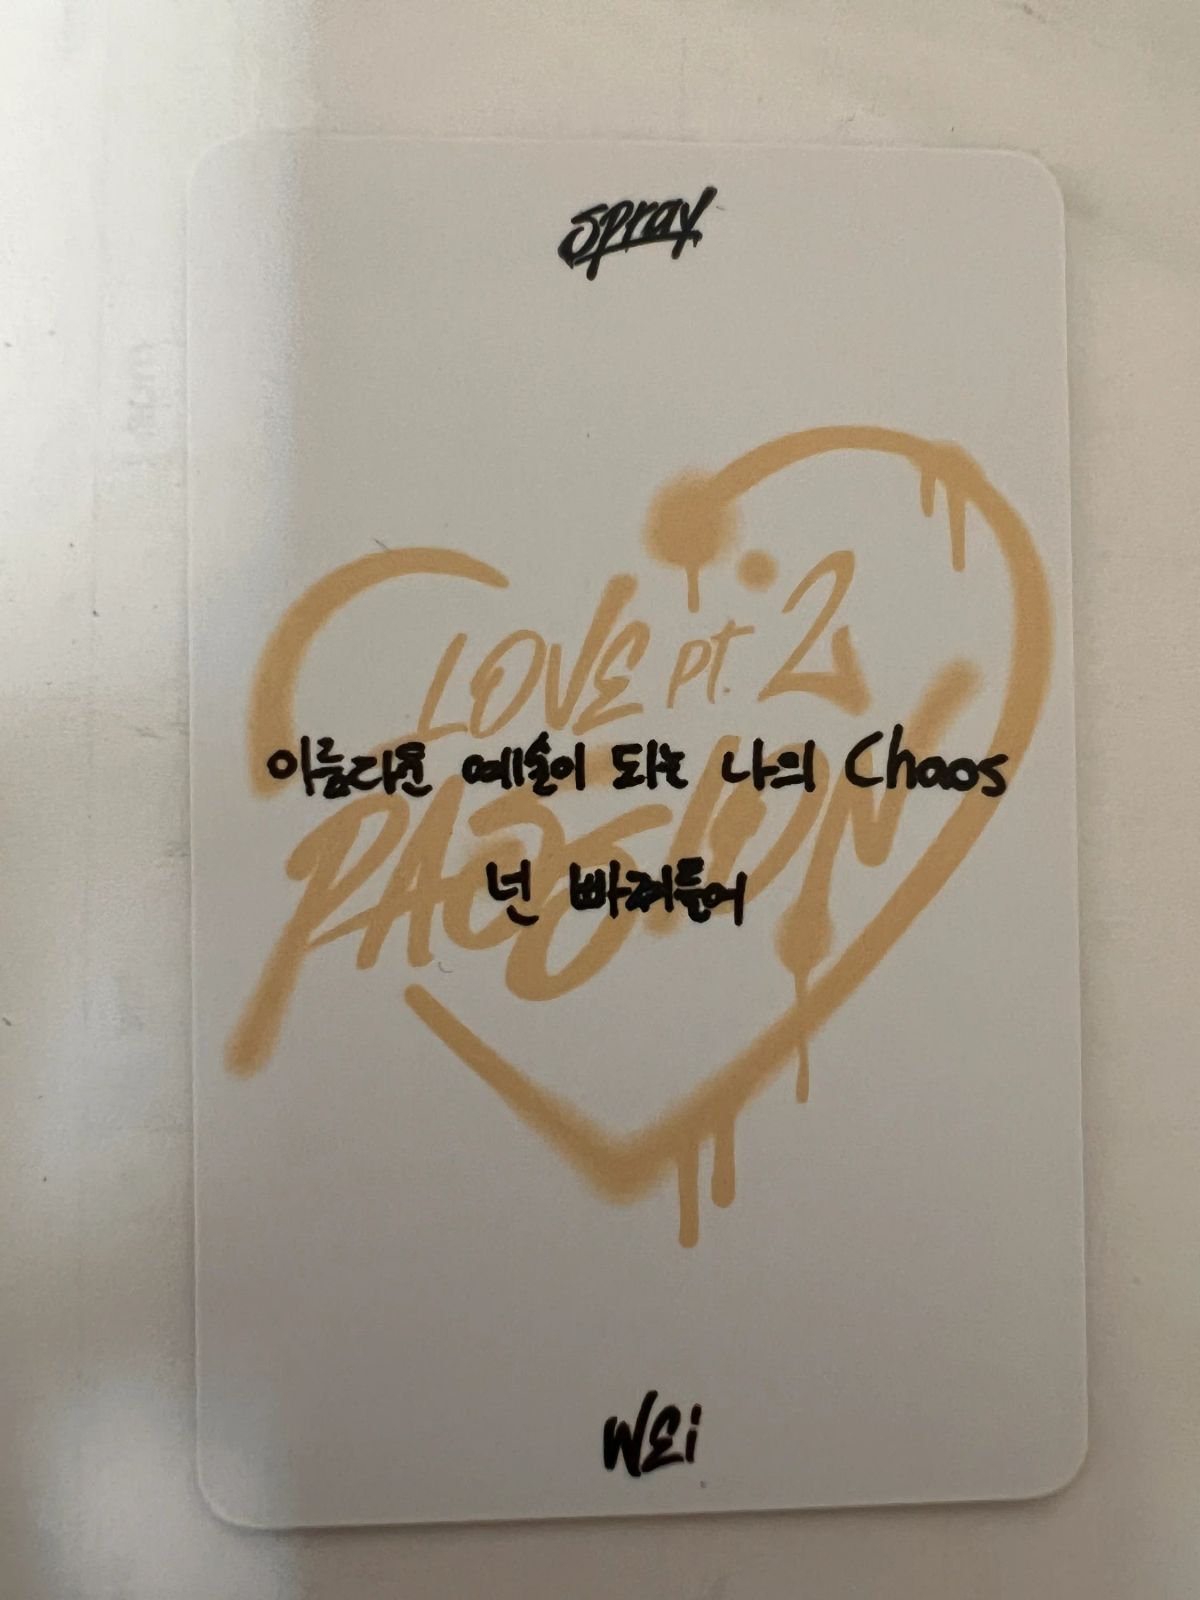 spray
LOVE pt. 2
아름다운 예술이 되는 나의 Chaos
PASSION
넌 빠져들어
WEi